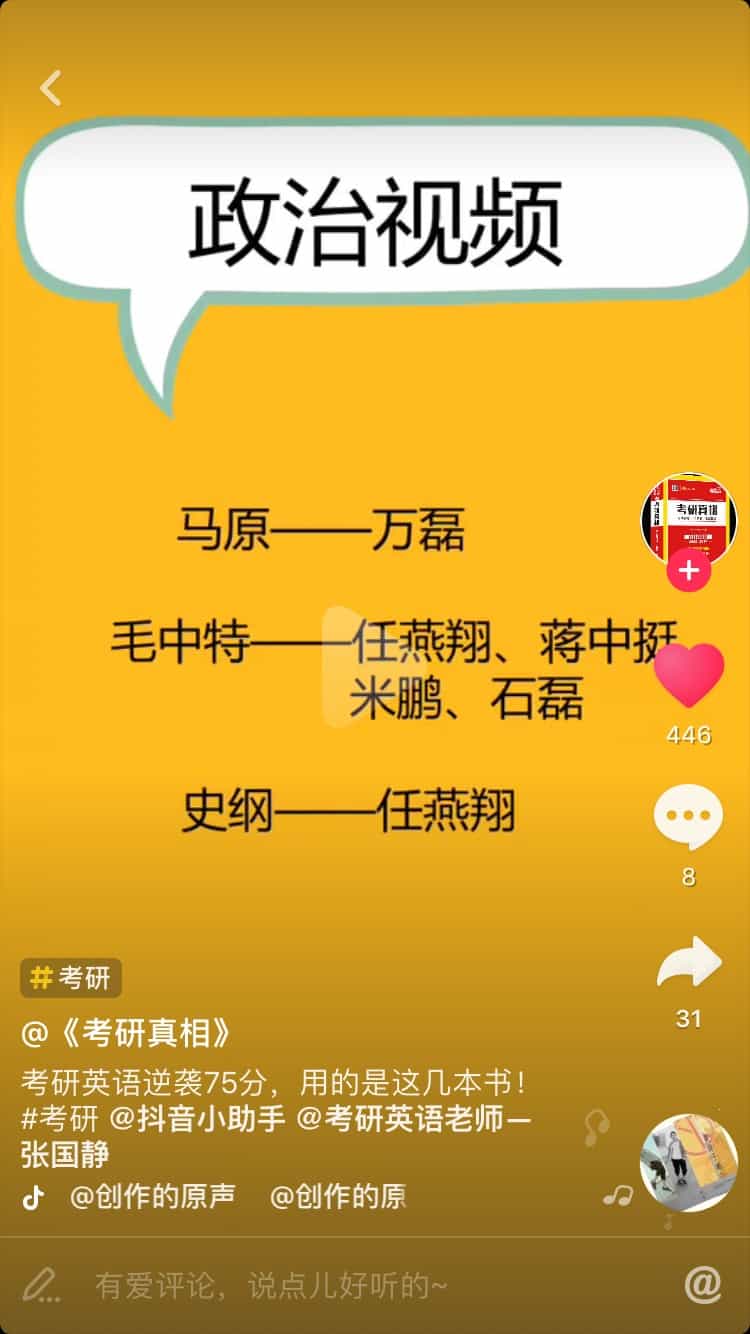 政治视频
马原——万磊
毛中特——任燕翔、蒋中挺
米鹏、石磊
史纲——任燕翔
考研真相
446
8
31
#考研
@《考研真相》
考研英语逆袭75分，用的是这几本书！
#考研 @抖音小助手 @考研英语老师—
张国静
@创作的原声 @创作的原
有爱评论，说点儿好听的~